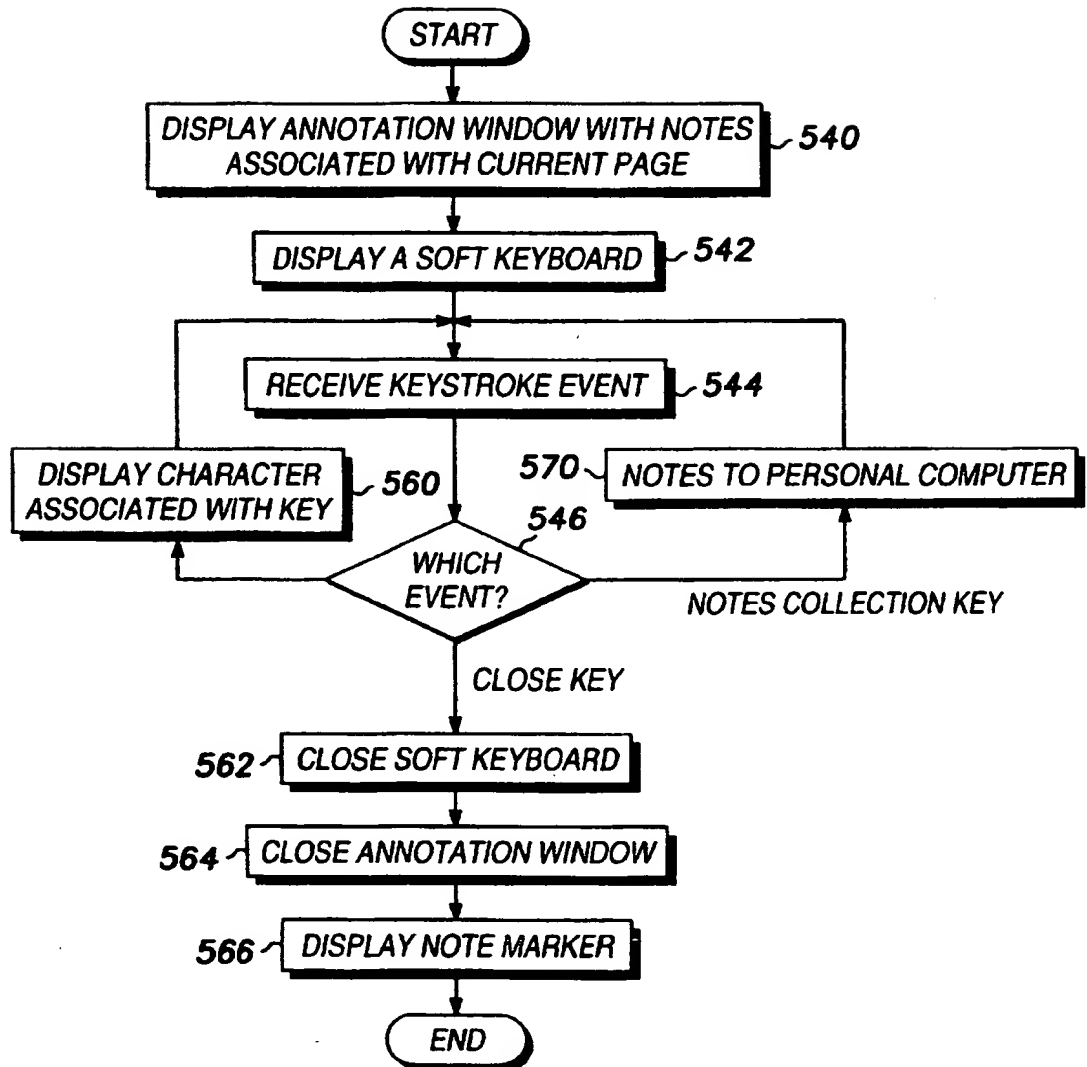 START
DISPLAY ANNOTATION WINDOW WITH NOTES
ASSOCIATED WITH CURRENT PAGE
540
DISPLAY A SOFT KEYBOARD
542
RECEIVE KEYSTROKE EVENT
544
DISPLAY CHARACTER
ASSOCIATED WITH KEY
560
570
NOTES TO PERSONAL COMPUTER
546
WHICH
EVENT?
NOTES COLLECTION KEY
CLOSE KEY
562
CLOSE SOFT KEYBOARD
564
CLOSE ANNOTATION WINDOW
566
DISPLAY NOTE MARKER
END